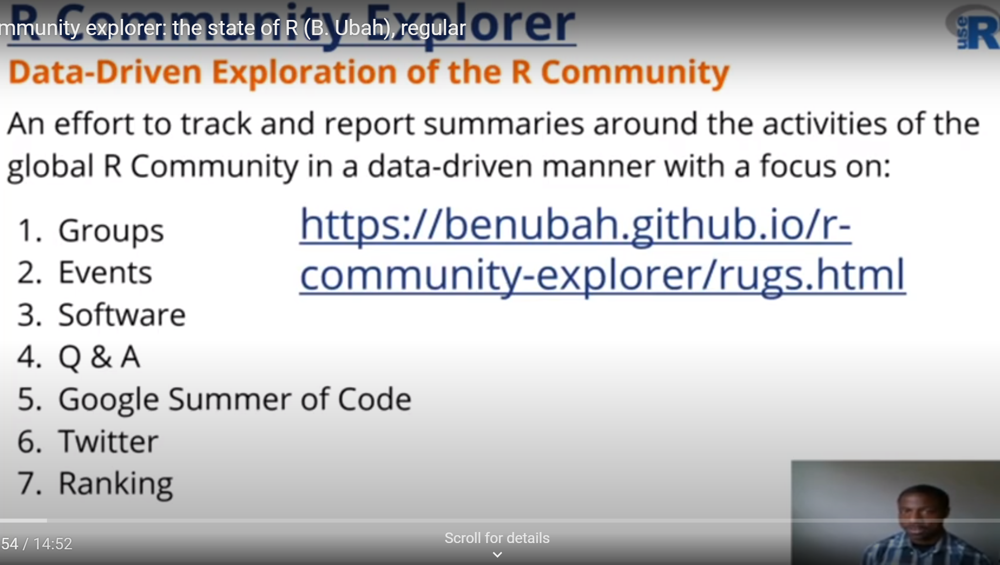 R Community Explorer
mmunity explorer: the state of R (B. Ubah), regular
useR
Data-Driven Exploration of the R Community
An effort to track and report summaries around the activities of the
global R Community in a data-driven manner with a focus on:
1. Groups
2. Events
3. Software
4. Q & A
5. Google Summer of Code
6. Twitter
7. Ranking
https://benubah.github.io/r-
community-explorer/rugs.html
54 / 14:52
Scroll for details